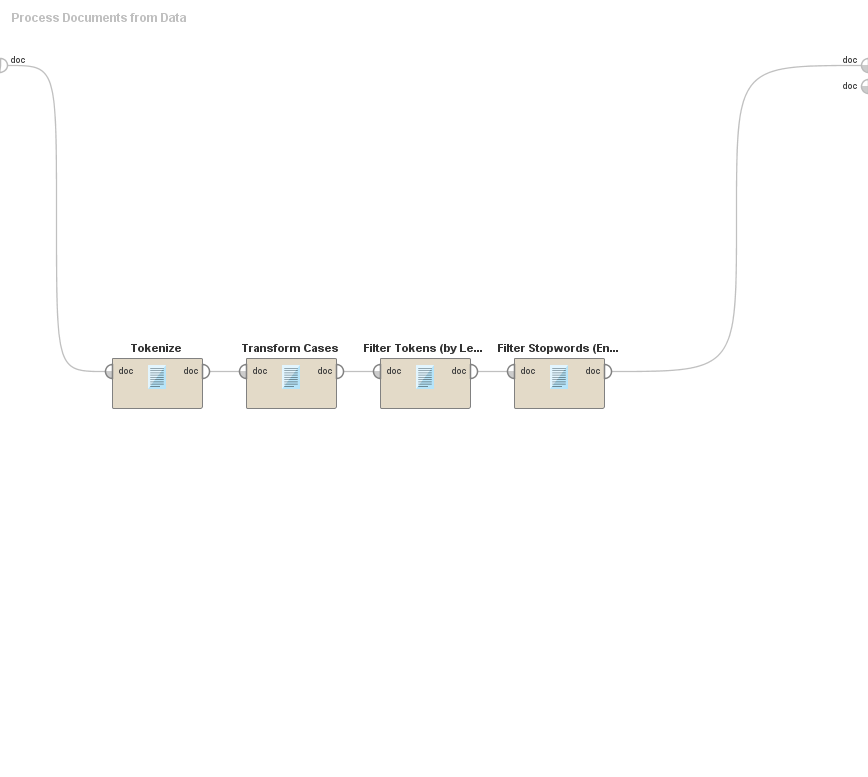 Process Documents from Data
doc
doc
doc
Tokenize
Transform Cases
Filter Tokens (by Le...
Filter Stopwords (En...
doc
doc
doc
doc
doc
doc
doc
doc